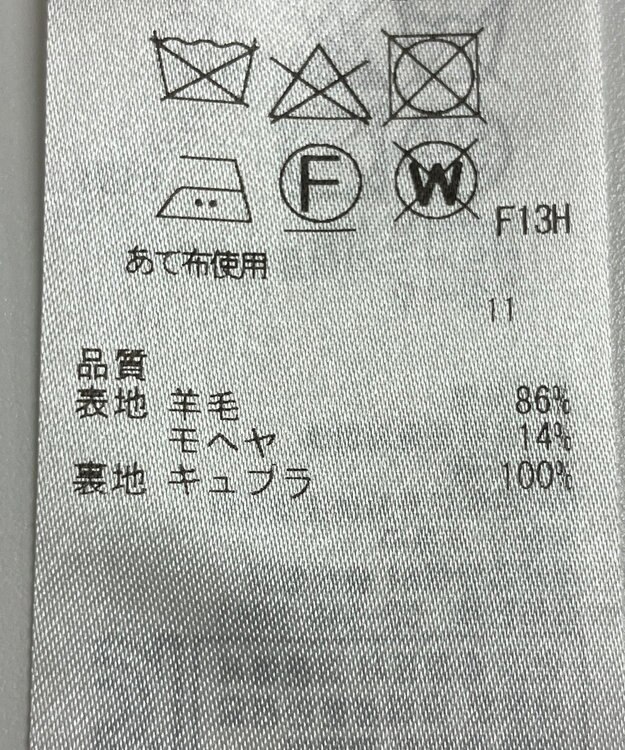 F W F13H
あて布使用
11
品質
表地 羊毛 86%
モヘヤ 14%
裏地 キュプラ 100%